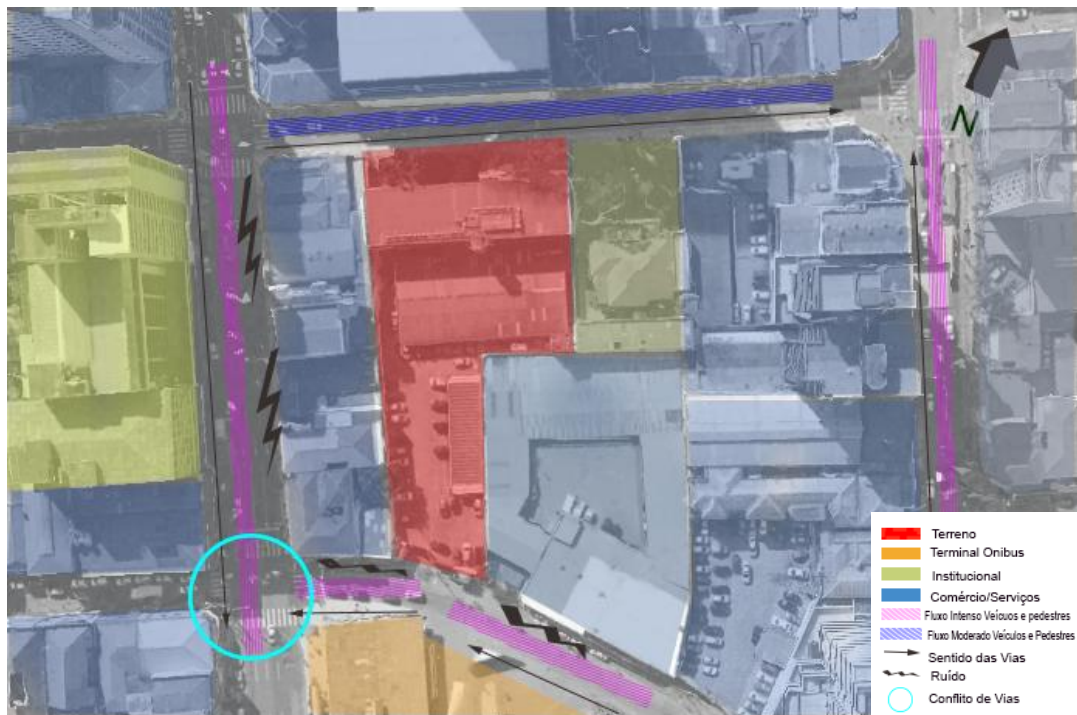 N
Terreno
Terminal Onibus
Institucional
Comércio/Serviços
Fluxo Intenso Veícuos e pedestres
Fluxo Moderado Veículos e Pedestres
Sentido das Vias
Ruído
Conflito de Vias